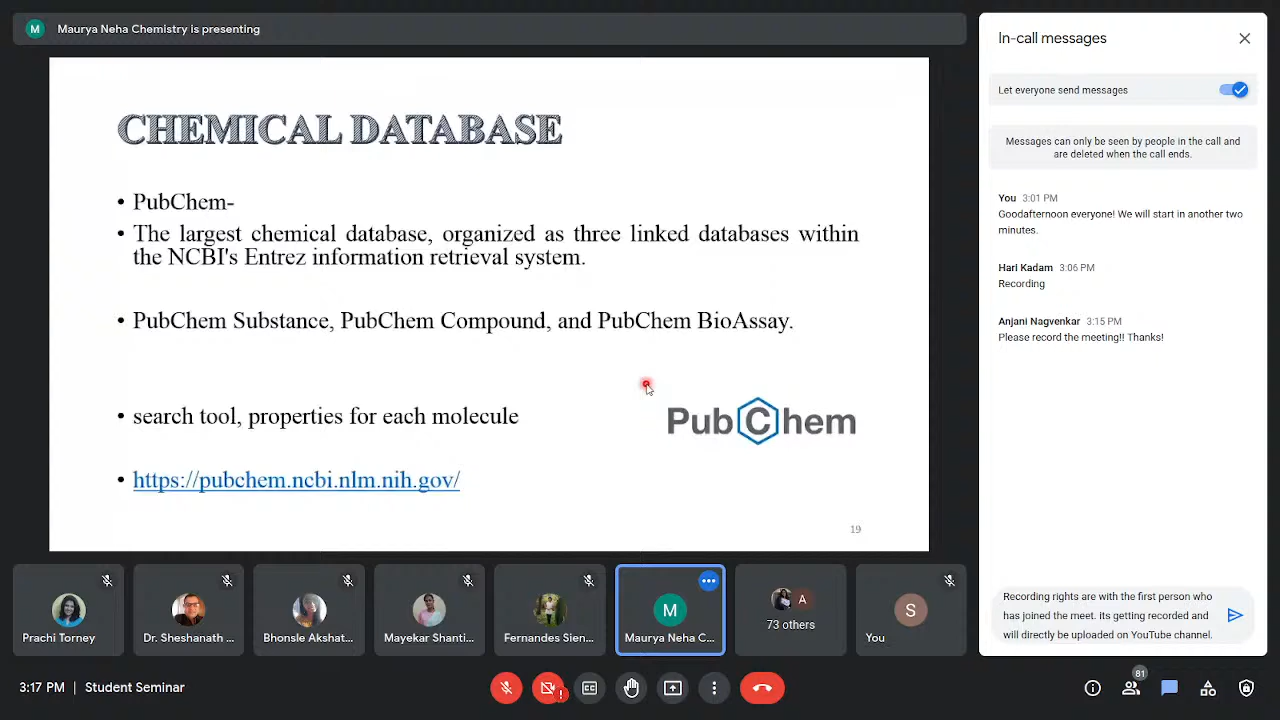 M Maurya Neha Chemistry is presenting
CHEMICAL DATABASE
• PubChem-
• The largest chemical database, organized as three linked databases within
the NCBI's Entrez information retrieval system.
• PubChem Substance, PubChem Compound, and PubChem BioAssay.
• search tool, properties for each molecule
PubChem
• https://pubchem.ncbi.nlm.nih.gov/
19
In-call messages
Let everyone send messages
Messages can only be seen by people in the call and
are deleted when the call ends.
You 3:01 PM
Goodafternoon everyone! We will start in another two
minutes.
Hari Kadam 3:06 PM
Recording
Anjani Nagvenkar 3:15 PM
Please record the meeting!! Thanks!
Recording rights are with the first person who
has joined the meet. its getting recorded and
will directly be uploaded on YouTube channel.
Prachi Torney
Dr. Sheshanath ...
Bhonsle Akshat...
Mayekar Shanti...
Fernandes Sien...
M
Maurya Neha C...
A
73 others
S
You
3:17 PM | Student Seminar
81